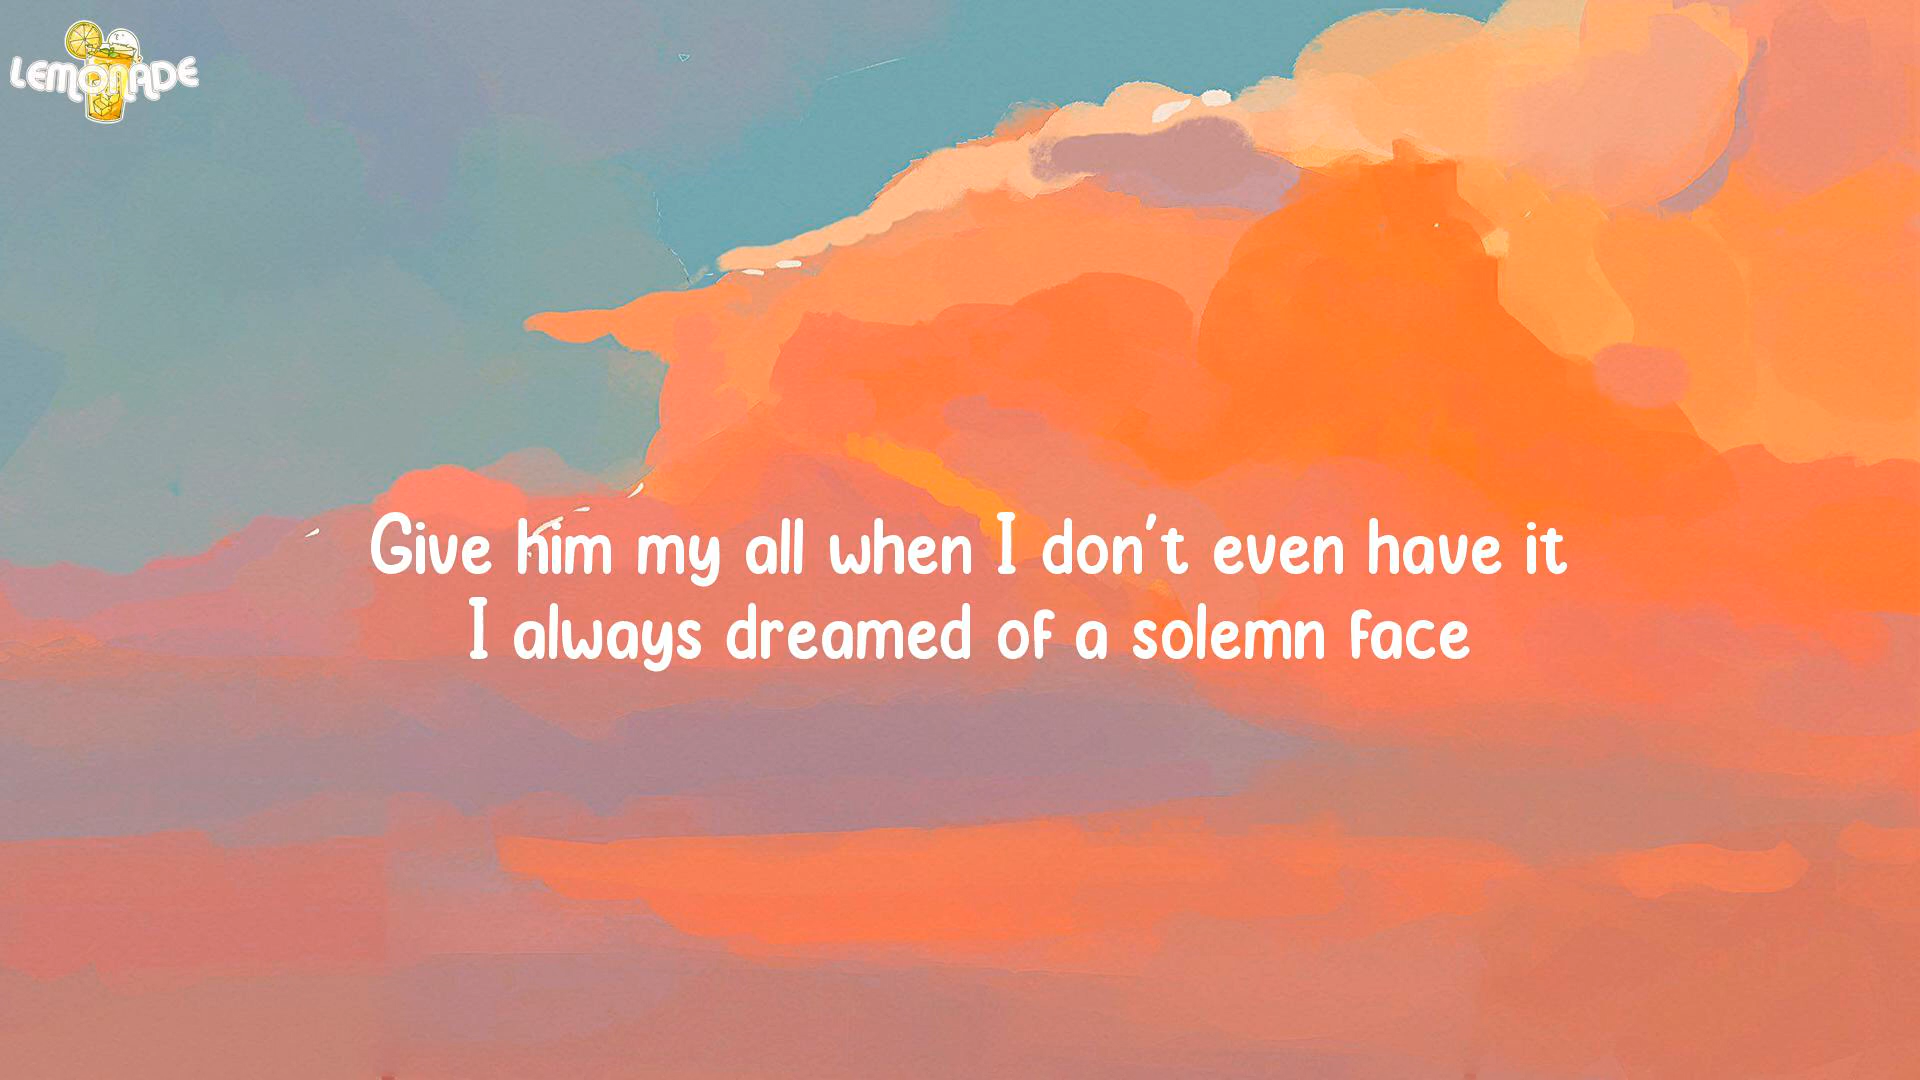 LEMONADE
Give him my all when I don't even have it
I always dreamed of a solemn face